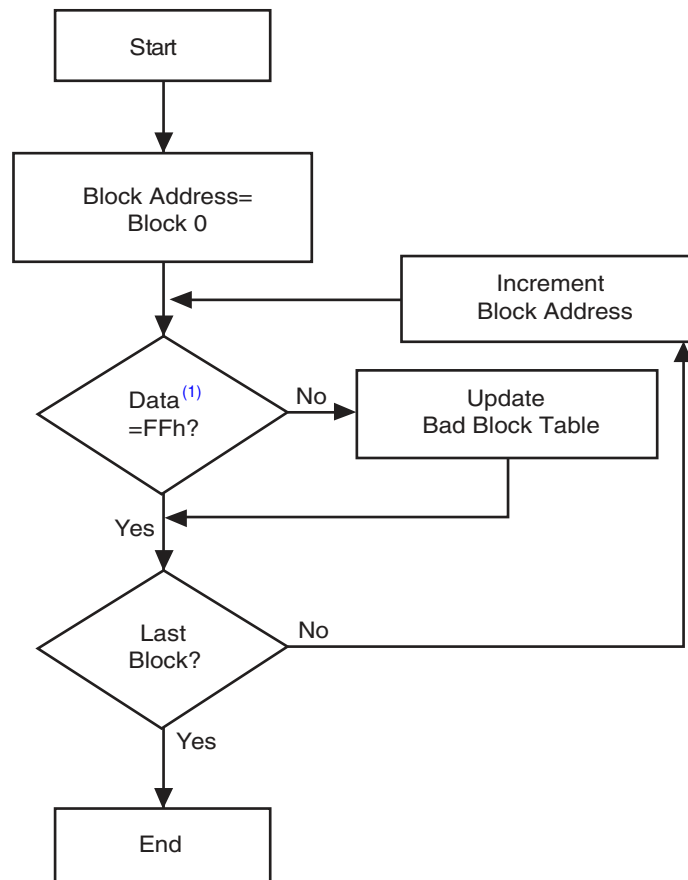 Start
Block Address=
Block 0
Increment
Block Address
Data(1)
=FFh?
No
Update
Bad Block Table
Yes
Last
Block?
No
Yes
End